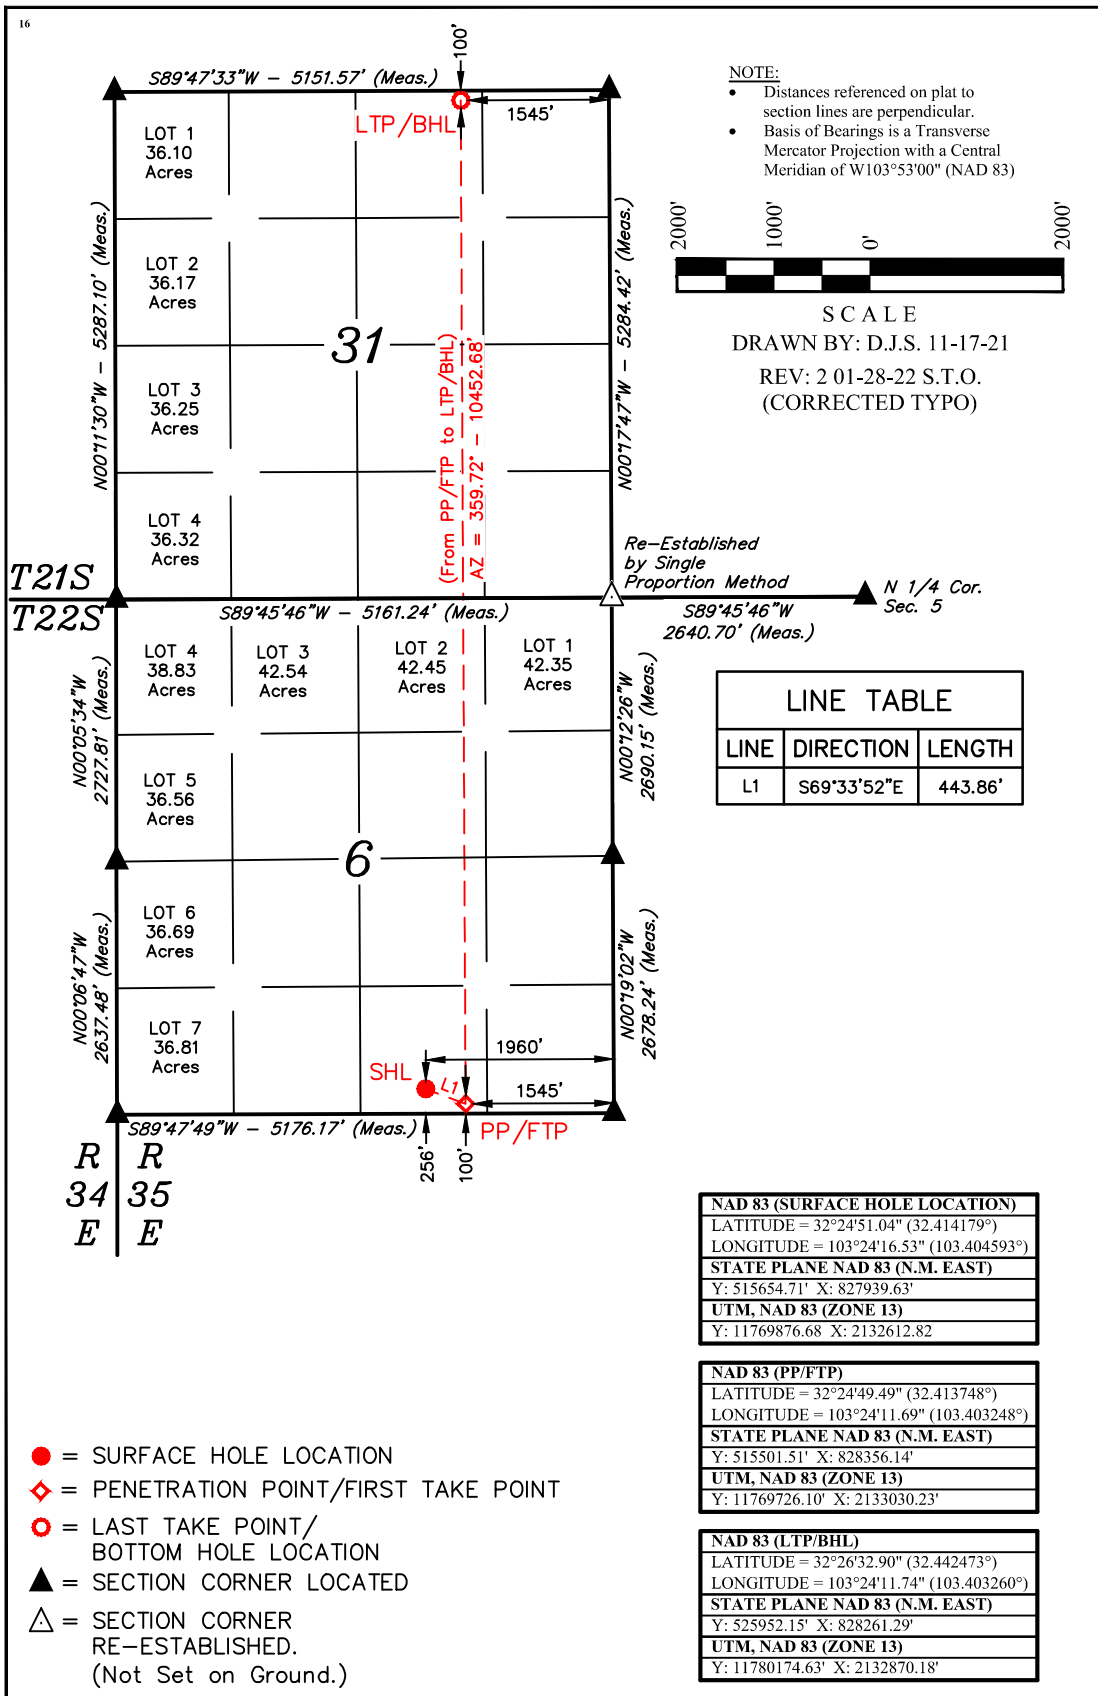 16
100'
S89°47'33"W - 5151.57' (Meas.)
1545'
LTP/BHL
NOTE:
• Distances referenced on plat to
section lines are perpendicular.
• Basis of Bearings is a Transverse
Mercator Projection with a Central
Meridian of W103°53'00" (NAD 83)
2000'
1000'
0'
2000'
SCALE
DRAWN BY: D.J.S. 11-17-21
REV: 2 01-28-22 S.T.O.
(CORRECTED TYPO)
LOT 1
36.10
Acres
LOT 2
36.17
Acres
LOT 3
36.25
Acres
LOT 4
36.32
Acres
31
N00°11'30"W - 5287.10' (Meas.)
(From PP/FTP to LTP/BHL)
AZ = 359.72° - 10452.68'
N00°17'47"W - 5284.42' (Meas.)
Re-Established
by Single
Proportion Method
N 1/4 Cor.
Sec. 5
T21S
T22S
S89°45'46"W - 5161.24' (Meas.)
S89°45'46"W
2640.70' (Meas.)
LOT 4
38.83
Acres
LOT 3
42.54
Acres
LOT 2
42.45
Acres
LOT 1
42.35
Acres
N00°05'34"W
2727.81' (Meas.)
N00°12'26"W
2690.15' (Meas.)
LINE TABLE
LINE DIRECTION LENGTH
L1 S69°33'52"E 443.86'
LOT 5
36.56
Acres
6
LOT 6
36.69
Acres
LOT 7
36.81
Acres
N00°06'47"W
2637.48' (Meas.)
N00°19'02"W
2678.24' (Meas.)
1960'
SHL
L1
1545'
S89°47'49"W - 5176.17' (Meas.)
PP/FTP
256'
100'
R R
34 35
E E
NAD 83 (SURFACE HOLE LOCATION)
LATITUDE = 32°24'51.04" (32.414179°)
LONGITUDE = 103°24'16.53" (103.404593°)
STATE PLANE NAD 83 (N.M. EAST)
Y: 515654.71' X: 827939.63'
UTM, NAD 83 (ZONE 13)
Y: 11769876.68 X: 2132612.82
NAD 83 (PP/FTP)
LATITUDE = 32°24'49.49" (32.413748°)
LONGITUDE = 103°24'11.69" (103.403248°)
STATE PLANE NAD 83 (N.M. EAST)
Y: 515501.51' X: 828356.14'
UTM, NAD 83 (ZONE 13)
Y: 11769726.10' X: 2133030.23'
NAD 83 (LTP/BHL)
LATITUDE = 32°26'32.90" (32.442473°)
LONGITUDE = 103°24'11.74" (103.403260°)
STATE PLANE NAD 83 (N.M. EAST)
Y: 525952.15' X: 828261.29'
UTM, NAD 83 (ZONE 13)
Y: 11780174.63' X: 2132870.18'
= SURFACE HOLE LOCATION
= PENETRATION POINT/FIRST TAKE POINT
= LAST TAKE POINT/
BOTTOM HOLE LOCATION
= SECTION CORNER LOCATED
= SECTION CORNER
RE-ESTABLISHED.
(Not Set on Ground.)